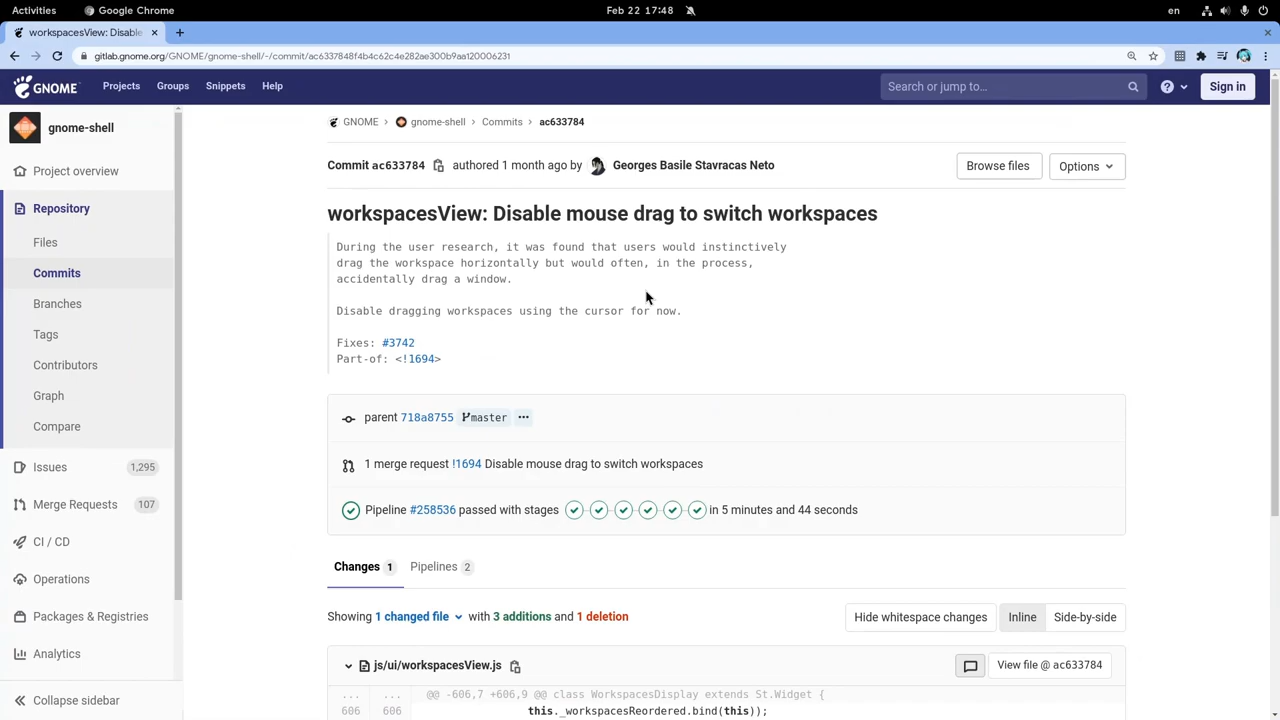 Activities
Google Chrome
Feb 22 17:48
en
workspacesView: Disable
gitlab.gnome.org/GNOME/gnome-shell/-/commit/ac6337848f4b4c62c4e282ae300b9aa120006231
GNOME
Projects
Groups
Snippets
Help
Search or jump to…
Sign in
gnome-shell
Project overview
Repository
Files
Commits
Branches
Tags
Contributors
Graph
Compare
Issues 1,295
Merge Requests 107
CI / CD
Operations
Packages & Registries
Analytics
Collapse sidebar
GNOME > gnome-shell > Commits > ac633784
Commit ac633784 authored 1 month ago by Georges Basile Stavracas Neto
Browse files
Options
workspacesView: Disable mouse drag to switch workspaces
During the user research, it was found that users would instinctively
drag the workspace horizontally but would often, in the process,
accidentally drag a window.
Disable dragging workspaces using the cursor for now.
Fixes: #3742
Part-of: <!1694>
parent 718a8755 master ...
1 merge request !1694 Disable mouse drag to switch workspaces
Pipeline #258536 passed with stages in 5 minutes and 44 seconds
Changes 1
Pipelines 2
Showing 1 changed file with 3 additions and 1 deletion
Hide whitespace changes
Inline
Side-by-side
js/ui/workspacesView.js
View file @ ac633784
... ... @@ -606,7 +606,9 @@ class WorkspacesDisplay extends St.Widget {
606 606 this._workspacesReordered.bind(this));